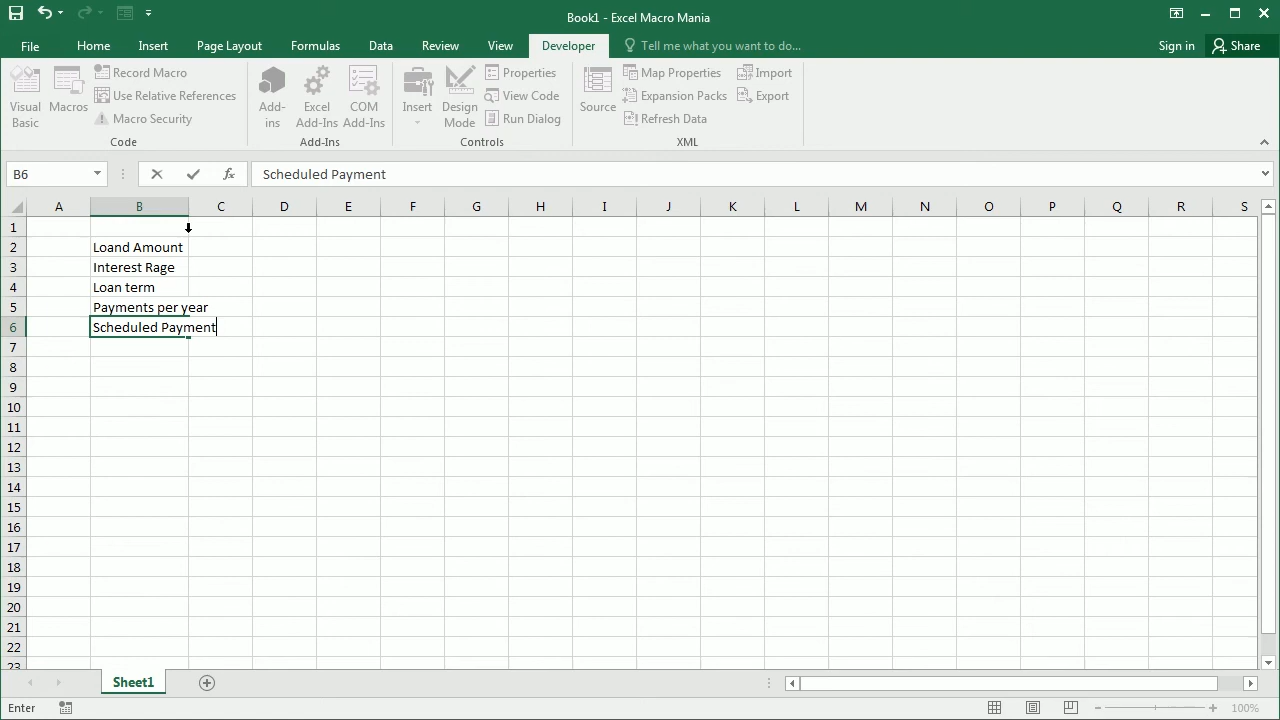 Book1 - Excel Macro Mania
File Home Insert Page Layout Formulas Data Review View Developer Tell me what you want to do... Sign in Share
Visual Basic
Macros
Record Macro
Use Relative References
Macro Security
Code
Add-ins
Excel Add-Ins
COM Add-Ins
Add-Ins
Insert
Design Mode
Properties
View Code
Run Dialog
Controls
Source
Map Properties
Expansion Packs
Refresh Data
Import
Export
XML
B6 fx Scheduled Payment
A B C D E F G H I J K L M N O P Q R S
1
2 Loand Amount
3 Interest Rage
4 Loan term
5 Payments per year
6 Scheduled Payment
7
8
9
10
11
12
13
14
15
16
17
18
19
20
21
22
23
Sheet1
Enter 100%